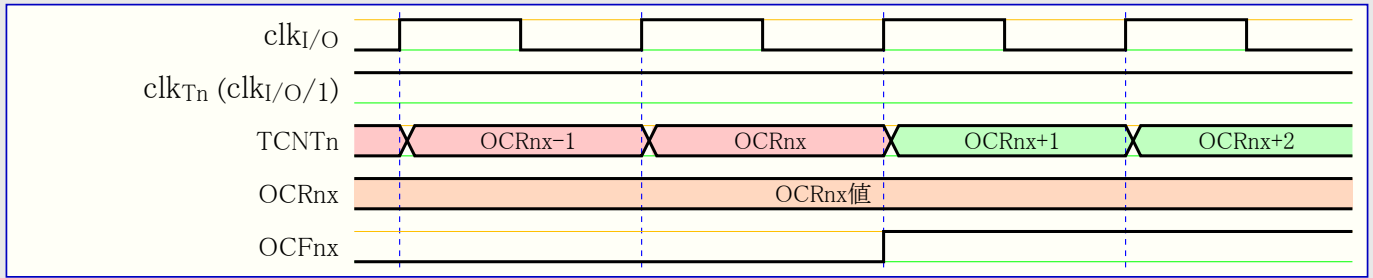 clkI/O
clkTn (clkI/O/1)
TCNTn OCRnx-1 OCRnx OCRnx+1 OCRnx+2
OCRnx OCRnx値
OCFnx